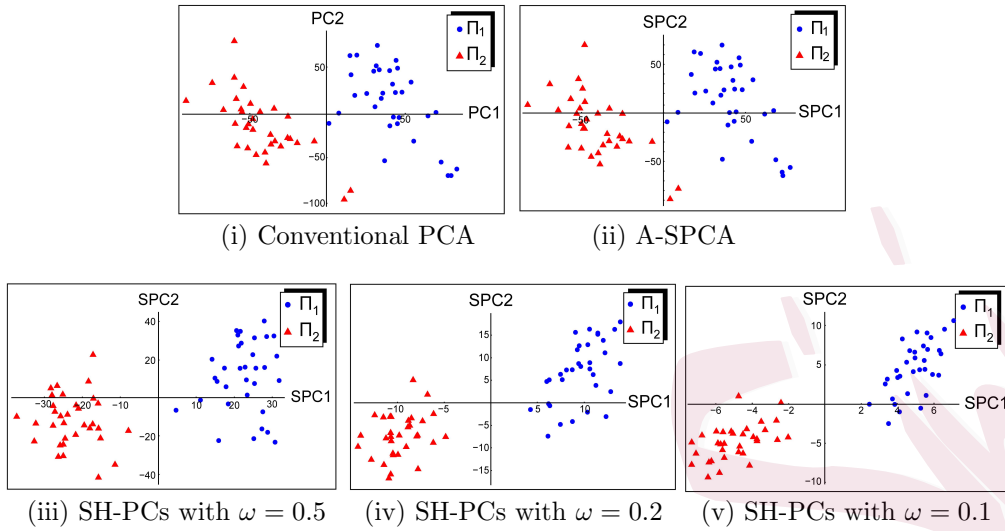 PC2
Π₁
Π₂
50
PC1
-50
50
-50
-100
(i) Conventional PCA
SPC2
Π₁
Π₂
50
SPC1
-50
50
-50
(ii) A-SPCA
SPC2
Π₁
Π₂
40
20
SPC1
-30
-20
-10
10
20
30
-20
-40
(iii) SH-PCs with ω = 0.5
SPC2
Π₁
Π₂
15
10
5
SPC1
-15
-10
-5
5
10
-5
-10
-15
(iv) SH-PCs with ω = 0.2
SPC2
Π₁
Π₂
10
5
SPC1
-6
-4
-2
2
4
6
-5
-10
(v) SH-PCs with ω = 0.1